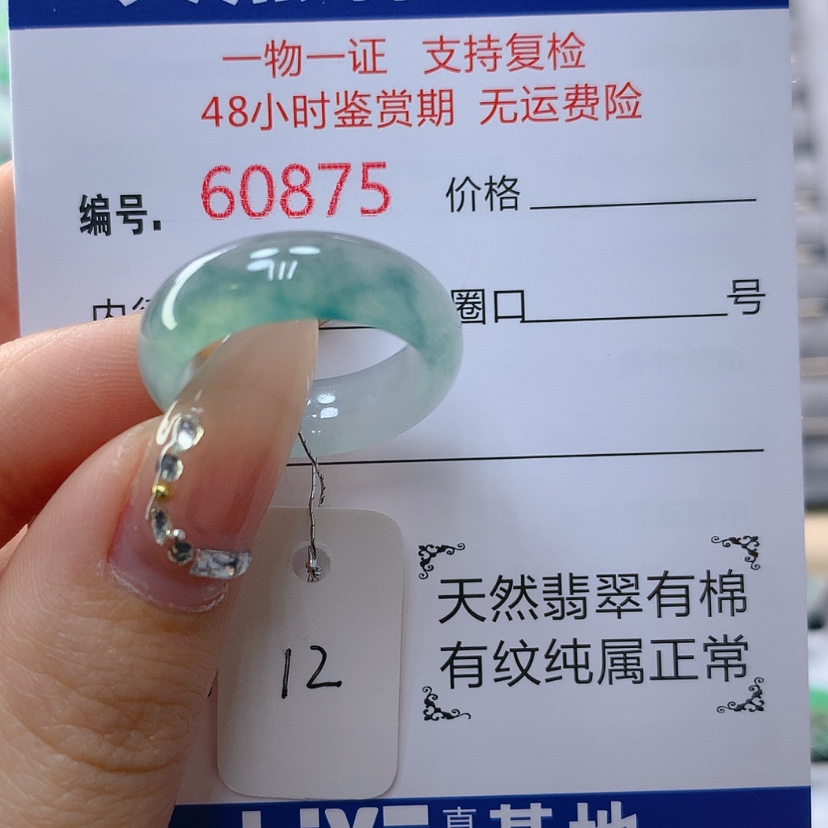 一物一证 支持复检
48小时鉴赏期 无运费险
编号. 60875 价格
圈口 号
12
天然翡翠有棉
有纹纯属正常
基地